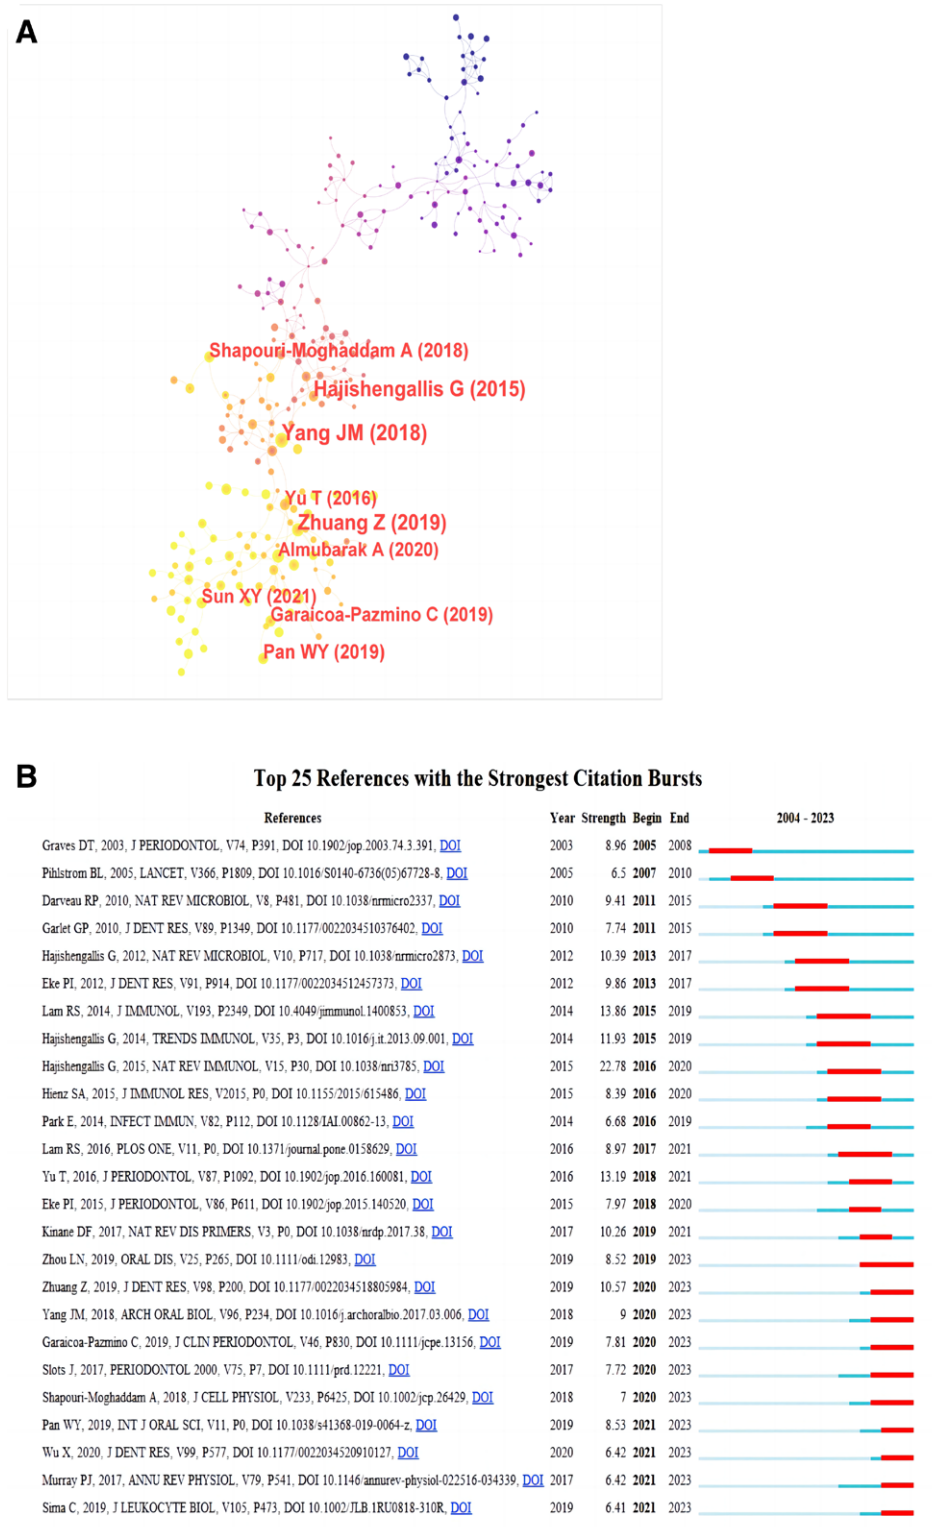 A
Shapouri-Moghaddam A (2018)
Hajishengallis G (2015)
Yang JM (2018)
Yu T (2016)
Zhuang Z (2019)
Almubarak A (2020)
Sun XY (2021)
Garaicoa-Pazmino C (2019)
Pan WY (2019)
B
Top 25 References with the Strongest Citation Bursts
References Year Strength Begin End 2004 - 2023
Graves DT, 2003, J PERIODONTOL, V74, P391, DOI 10.1902/jop.2003.74.3.391, DOI 2003 8.96 2005 2008
Pihlstrom BL, 2005, LANCET, V366, P1809, DOI 10.1016/S0140-6736(05)67728-8, DOI 2005 6.5 2007 2010
Darveau RP, 2010, NAT REV MICROBIOL, V8, P481, DOI 10.1038/nrmicro2337, DOI 2010 9.41 2011 2015
Garlet GP, 2010, J DENT RES, V89, P1349, DOI 10.1177/0022034510376402, DOI 2010 7.74 2011 2015
Hajishengallis G, 2012, NAT REV MICROBIOL, V10, P717, DOI 10.1038/nrmicro2873, DOI 2012 10.39 2013 2017
Eke PI, 2012, J DENT RES, V91, P914, DOI 10.1177/0022034512457373, DOI 2012 9.86 2013 2017
Lam RS, 2014, J IMMUNOL, V193, P2349, DOI 10.4049/jimmunol.1400853, DOI 2014 13.86 2015 2019
Hajishengallis G, 2014, TRENDS IMMUNOL, V35, P3, DOI 10.1016/j.it.2013.09.001, DOI 2014 11.93 2015 2019
Hajishengallis G, 2015, NAT REV IMMUNOL, V15, P30, DOI 10.1038/nri3785, DOI 2015 22.78 2016 2020
Hienz SA, 2015, J IMMUNOL RES, V2015, P0, DOI 10.1155/2015/615486, DOI 2015 8.39 2016 2020
Park E, 2014, INFECT IMMUN, V82, P112, DOI 10.1128/IAI.00862-13, DOI 2014 6.68 2016 2019
Lam RS, 2016, PLOS ONE, V11, P0, DOI 10.1371/journal.pone.0158629, DOI 2016 8.97 2017 2021
Yu T, 2016, J PERIODONTOL, V87, P1092, DOI 10.1902/jop.2016.160081, DOI 2016 13.19 2018 2021
Eke PI, 2015, J PERIODONTOL, V86, P611, DOI 10.1902/jop.2015.140520, DOI 2015 7.97 2018 2020
Kinane DF, 2017, NAT REV DIS PRIMERS, V3, P0, DOI 10.1038/nrdp.2017.38, DOI 2017 10.26 2019 2021
Zhou LN, 2019, ORAL DIS, V25, P265, DOI 10.1111/odi.12983, DOI 2019 8.52 2019 2023
Zhuang Z, 2019, J DENT RES, V98, P200, DOI 10.1177/0022034518805984, DOI 2019 10.57 2020 2023
Yang JM, 2018, ARCH ORAL BIOL, V96, P234, DOI 10.1016/j.archoralbio.2017.03.006, DOI 2018 9 2020 2023
Garaicoa-Pazmino C, 2019, J CLIN PERIODONTOL, V46, P830, DOI 10.1111/jcpe.13156, DOI 2019 7.81 2020 2023
Slots J, 2017, PERIODONTOL 2000, V75, P7, DOI 10.1111/prd.12221, DOI 2017 7.72 2020 2023
Shapouri-Moghaddam A, 2018, J CELL PHYSIOL, V233, P6425, DOI 10.1002/jcp.26429, DOI 2018 7 2020 2023
Pan WY, 2019, INT J ORAL SCI, V11, P0, DOI 10.1038/s41368-019-0064-z, DOI 2019 8.53 2021 2023
Wu X, 2020, J DENT RES, V99, P577, DOI 10.1177/0022034520910127, DOI 2020 6.42 2021 2023
Murray PJ, 2017, ANNU REV PHYSIOL, V79, P541, DOI 10.1146/annurev-physiol-022516-034339, DOI 2017 6.42 2021 2023
Sima C, 2019, J LEUKOCYTE BIOL, V105, P473, DOI 10.1002/JLB.1RU0818-310R, DOI 2019 6.41 2021 2023